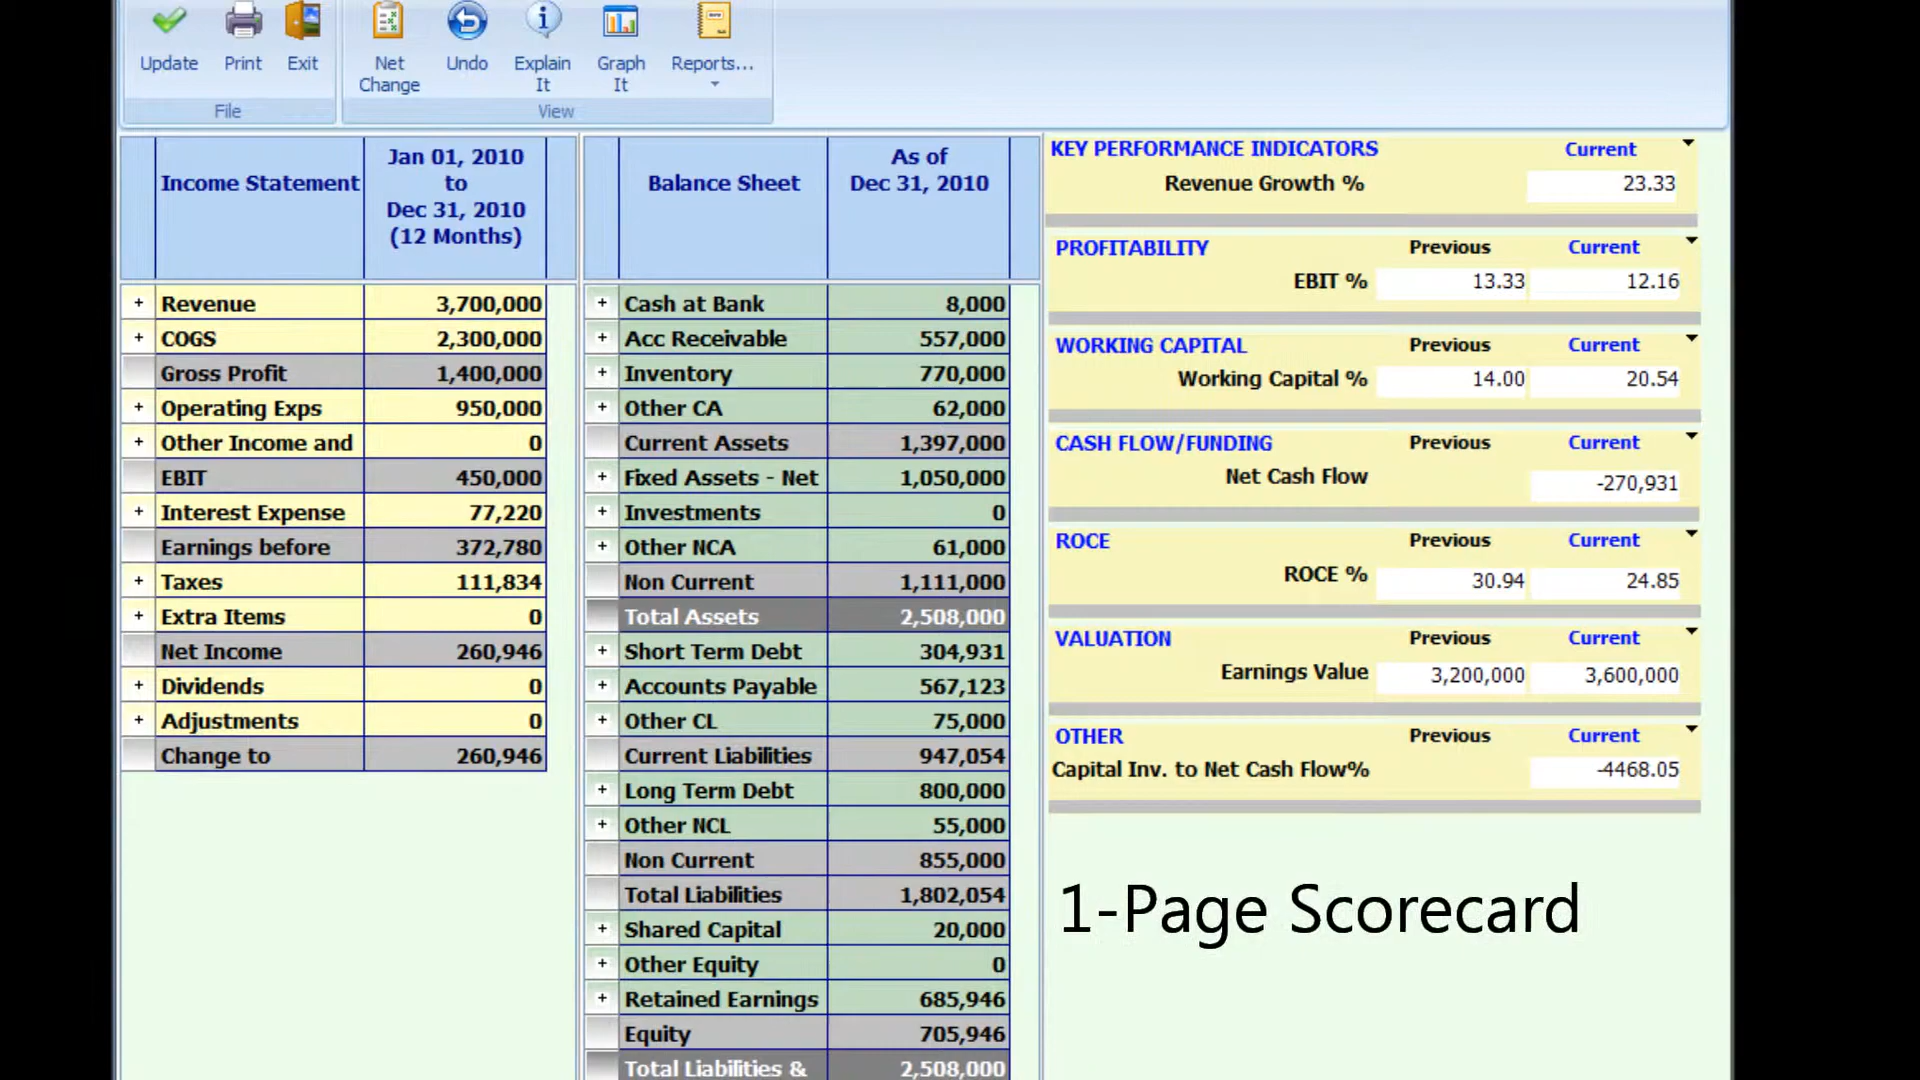 Update Print Exit Net Change Undo Explain It Graph It Reports...
File View
Income Statement Jan 01, 2010 to Dec 31, 2010 (12 Months)
+ Revenue 3,700,000
+ COGS 2,300,000
Gross Profit 1,400,000
+ Operating Exps 950,000
+ Other Income and 0
EBIT 450,000
+ Interest Expense 77,220
Earnings before 372,780
+ Taxes 111,834
+ Extra Items 0
Net Income 260,946
+ Dividends 0
+ Adjustments 0
Change to 260,946
Balance Sheet As of Dec 31, 2010
+ Cash at Bank 8,000
+ Acc Receivable 557,000
+ Inventory 770,000
+ Other CA 62,000
Current Assets 1,397,000
+ Fixed Assets - Net 1,050,000
+ Investments 0
+ Other NCA 61,000
Non Current 1,111,000
Total Assets 2,508,000
+ Short Term Debt 304,931
+ Accounts Payable 567,123
+ Other CL 75,000
Current Liabilities 947,054
+ Long Term Debt 800,000
+ Other NCL 55,000
Non Current 855,000
Total Liabilities 1,802,054
+ Shared Capital 20,000
+ Other Equity 0
+ Retained Earnings 685,946
Equity 705,946
Total Liabilities & 2,508,000
KEY PERFORMANCE INDICATORS Current
Revenue Growth % 23.33
PROFITABILITY Previous Current
EBIT % 13.33 12.16
WORKING CAPITAL Previous Current
Working Capital % 14.00 20.54
CASH FLOW/FUNDING Previous Current
Net Cash Flow -270,931
ROCE Previous Current
ROCE % 30.94 24.85
VALUATION Previous Current
Earnings Value 3,200,000 3,600,000
OTHER Previous Current
Capital Inv. to Net Cash Flow% -4468.05
1-Page Scorecard